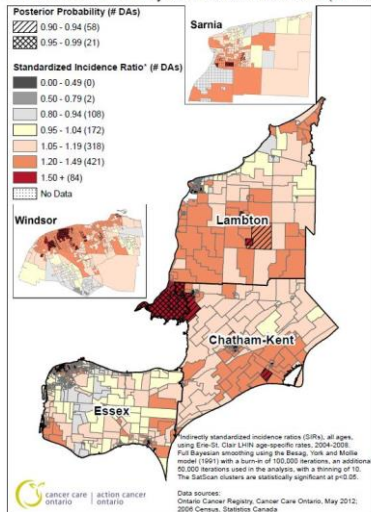 Posterior Probability (# DAs)
0.90 - 0.94 (58)
0.95 - 0.99 (21)
Standardized Incidence Ratio* (# DAs)
0.00 - 0.49 (0)
0.50 - 0.79 (2)
0.80 - 0.94 (108)
0.95 - 1.04 (172)
1.05 - 1.19 (318)
1.20 - 1.49 (421)
1.50 + (84)
No Data
Sarnia
Windsor
Lambton
Chatham-Kent
Essex
*Indirectly standardized incidence ratios (SIRs), all ages,
using Erie-St. Clair LHIN age-specific rates, 2004-2008.
Full Bayesian smoothing using the Besag, York and Mollie
model (1991) with a burn-in of 100,000 iterations, an additional
50,000 iterations used in the analysis, with a thinning of 10.
The SatScan clusters are statistically significant at p<0.05.
Data sources:
Ontario Cancer Registry, Cancer Care Ontario, May 2012;
2006 Census, Statistics Canada
cancer care | action cancer
ontario | ontario